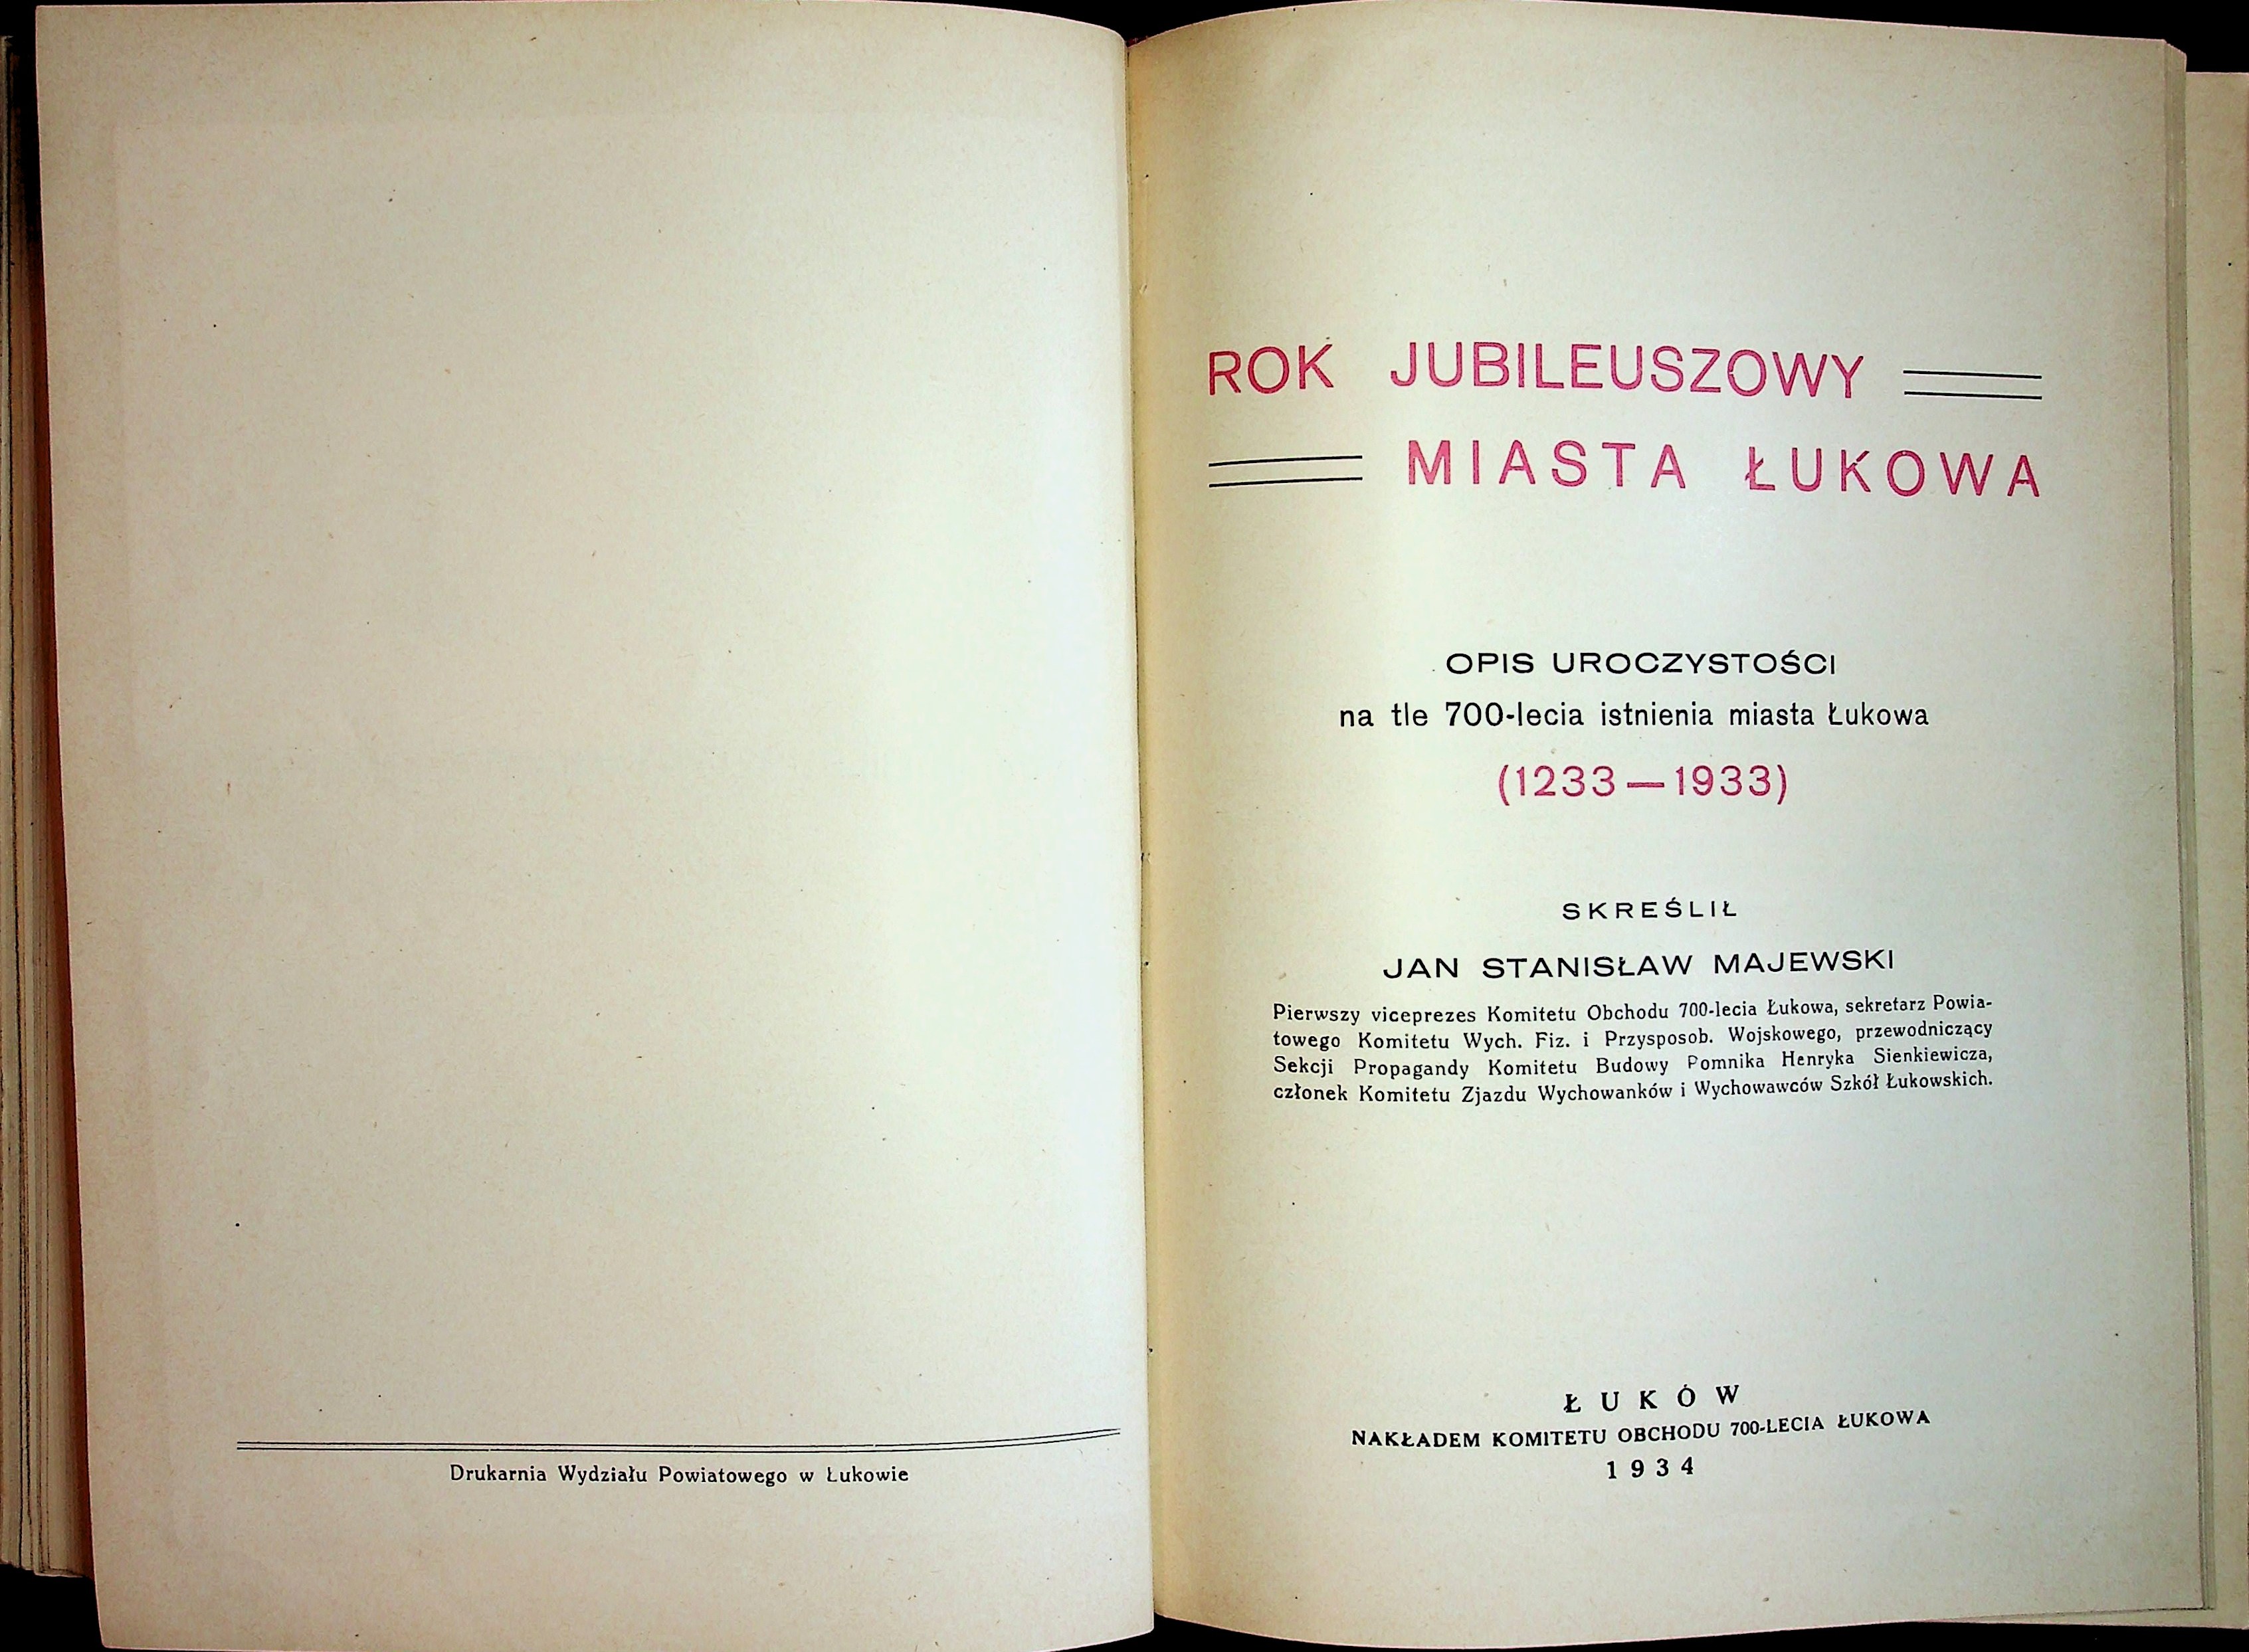 Drukarnia Wydziału Powiatowego w Łukowie
ROK JUBILEUSZOWY
MIASTA ŁUKOWA
OPIS UROCZYSTOŚCI
na tle 700-lecia istnienia miasta Łukowa
(1233—1933)
SKREŚLIŁ
JAN STANISŁAW MAJEWSKI
Pierwszy viceprezes Komitetu Obchodu 700-lecia Łukowa, sekretarz Powia-
towego Komitetu Wych. Fiz. i Przysposob. Wojskowego, przewodniczący
Sekcji Propagandy Komitetu Budowy Pomnika Henryka Sienkiewicza,
członek Komitetu Zjazdu Wychowanków i Wychowawców Szkół Łukowskich.
ŁUKÓW
NAKŁADEM KOMITETU OBCHODU 700-LECIA ŁUKOWA
1934